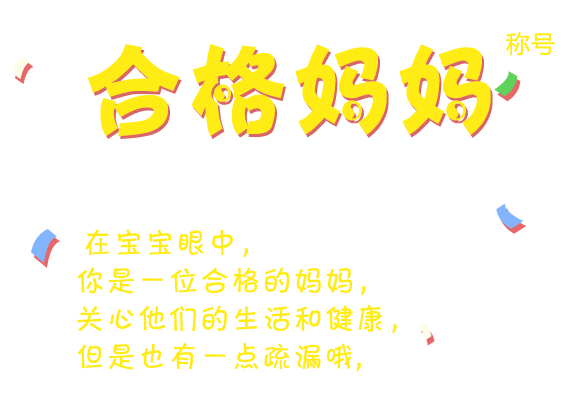 合格妈妈
称号
在宝宝眼中，
你是一位合格的妈妈，
关心他们的生活和健康，
但是也有一点疏漏哦,